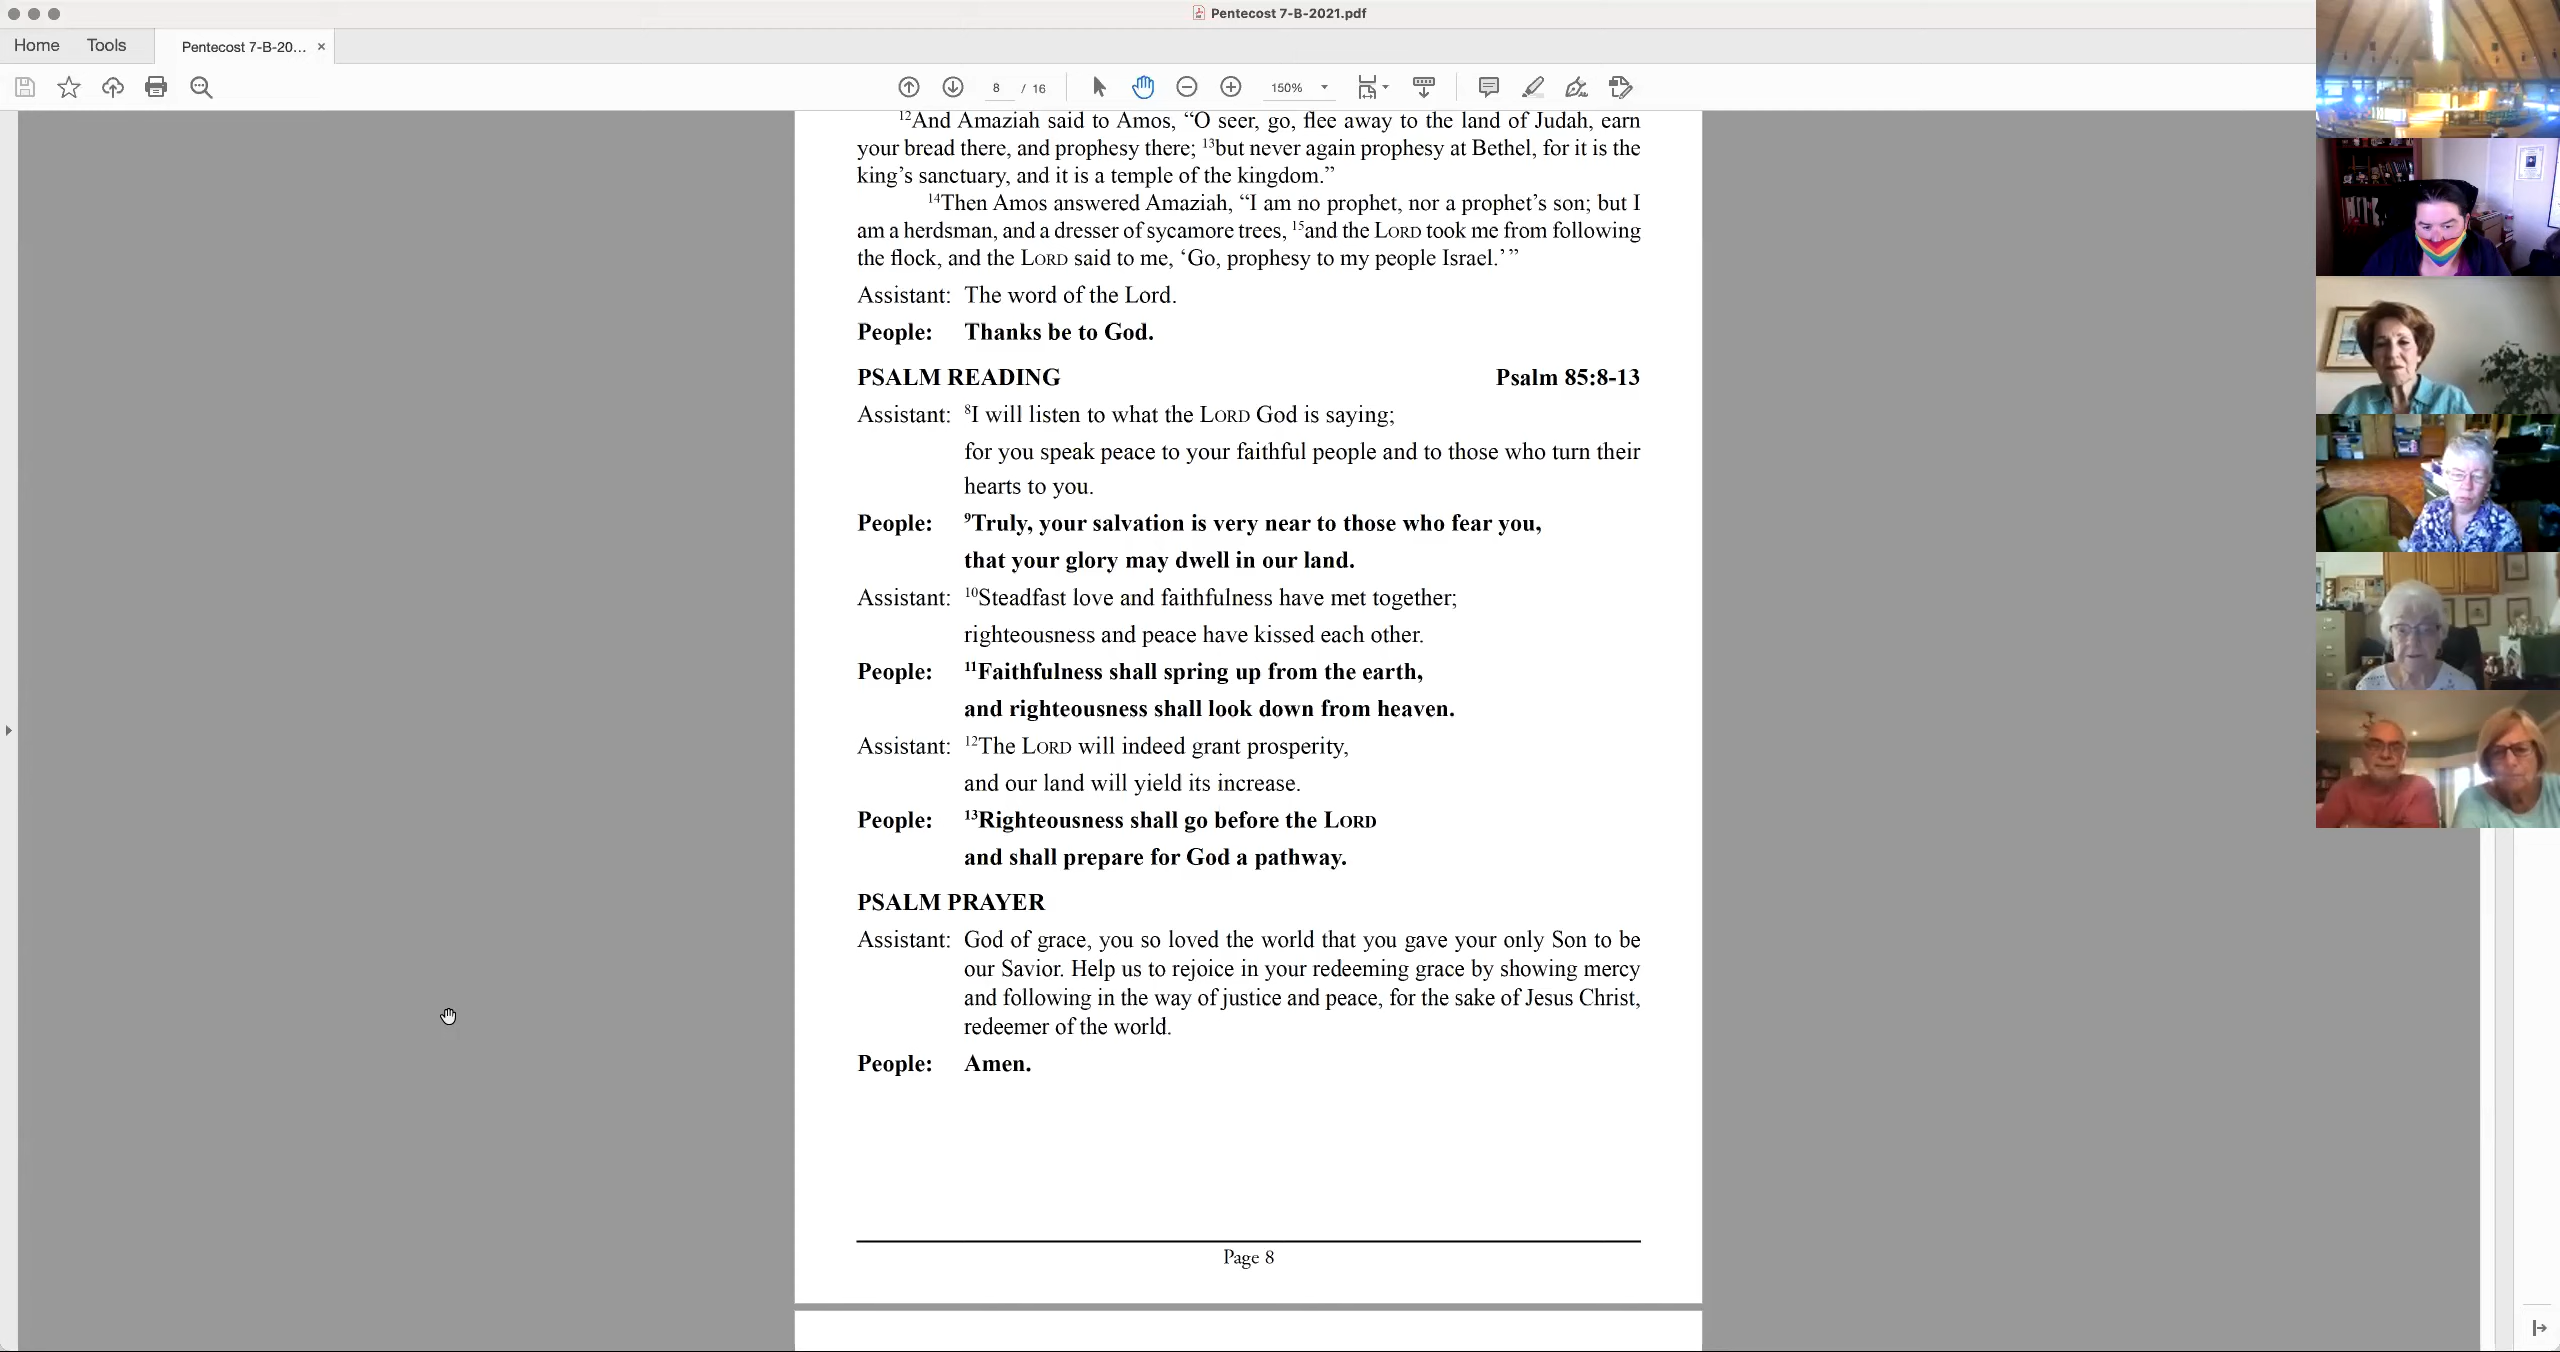 Pentecost 7-B-2021.pdf
Home Tools Pentecost 7-B-20... ×
8 / 16 150%
12And Amaziah said to Amos, “O seer, go, flee away to the land of Judah, earn
your bread there, and prophesy there; 13but never again prophesy at Bethel, for it is the
king’s sanctuary, and it is a temple of the kingdom.”
14Then Amos answered Amaziah, “I am no prophet, nor a prophet’s son; but I
am a herdsman, and a dresser of sycamore trees, 15and the LORD took me from following
the flock, and the LORD said to me, ‘Go, prophesy to my people Israel.’ ”
Assistant: The word of the Lord.
People: Thanks be to God.
PSALM READING Psalm 85:8-13
Assistant: 8I will listen to what the LORD God is saying;
for you speak peace to your faithful people and to those who turn their
hearts to you.
People: 9Truly, your salvation is very near to those who fear you,
that your glory may dwell in our land.
Assistant: 10Steadfast love and faithfulness have met together;
righteousness and peace have kissed each other.
People: 11Faithfulness shall spring up from the earth,
and righteousness shall look down from heaven.
Assistant: 12The LORD will indeed grant prosperity,
and our land will yield its increase.
People: 13Righteousness shall go before the LORD
and shall prepare for God a pathway.
PSALM PRAYER
Assistant: God of grace, you so loved the world that you gave your only Son to be
our Savior. Help us to rejoice in your redeeming grace by showing mercy
and following in the way of justice and peace, for the sake of Jesus Christ,
redeemer of the world.
People: Amen.
Page 8